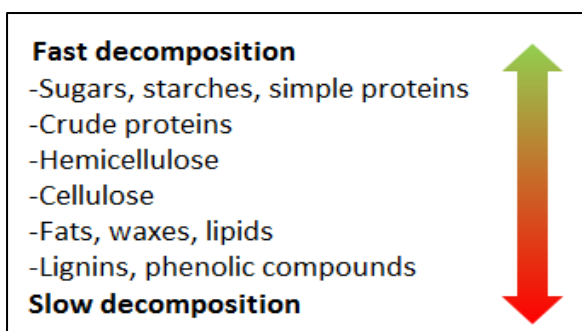 Fast decomposition
-Sugars, starches, simple proteins
-Crude proteins
-Hemicellulose
-Cellulose
-Fats, waxes, lipids
-Lignins, phenolic compounds
Slow decomposition